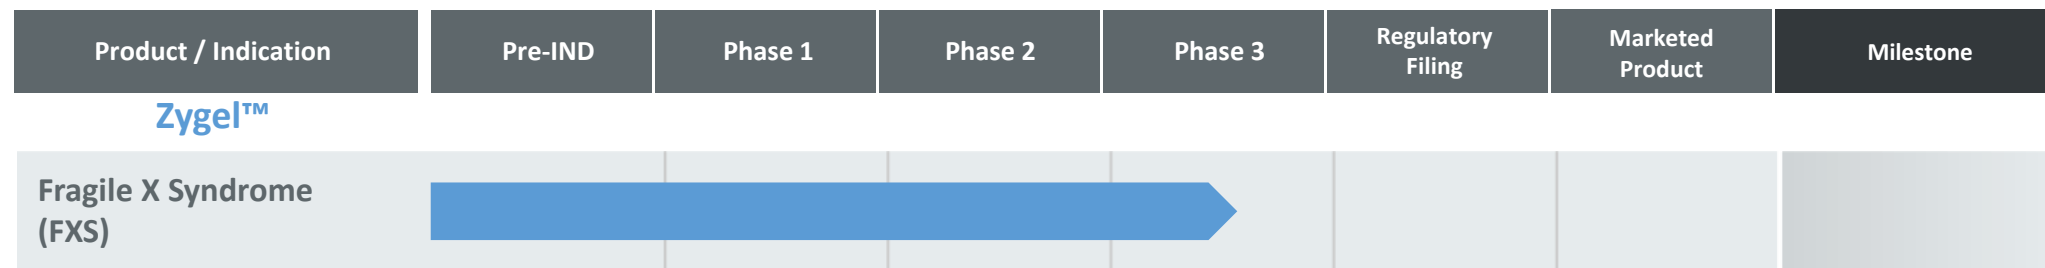 Product / Indication
Pre-IND
Phase 1
Phase 2
Phase 3
Regulatory
Filing
Marketed
Product
Milestone
Zygel™
Fragile X Syndrome
(FXS)